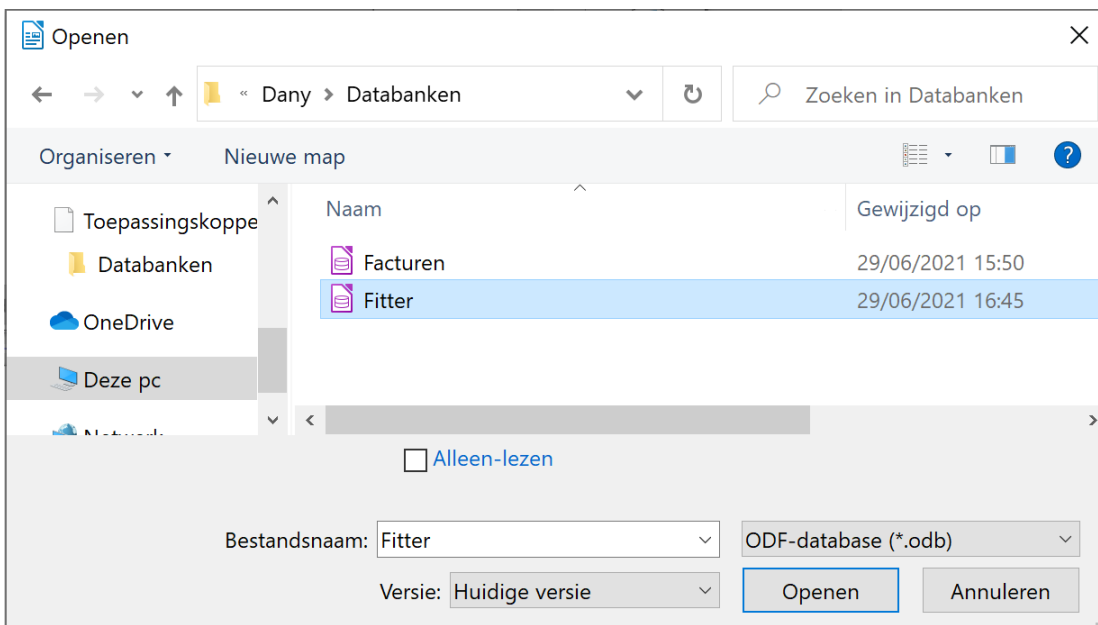 Openen
« Dany > Databanken
Zoeken in Databanken
Organiseren
Nieuwe map
?
Naam
Gewijzigd op
Toepassingskoppe
Databanken
OneDrive
Deze pc
Netwerk
Facturen 29/06/2021 15:50
Fitter 29/06/2021 16:45
Alleen-lezen
Bestandsnaam: Fitter
ODF-database (*.odb)
Versie: Huidige versie
Openen
Annuleren